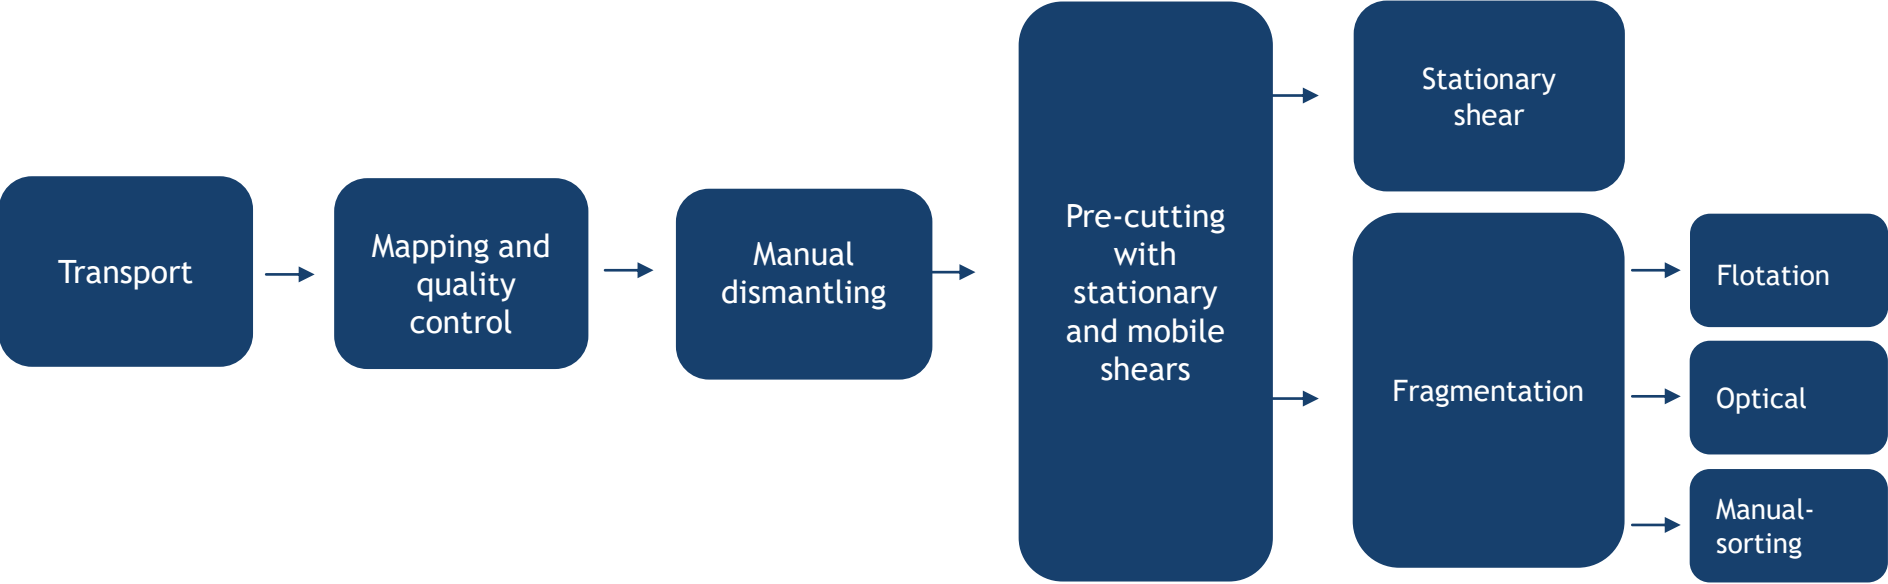 Transport
Mapping and
quality
control
Manual
dismantling
Pre-cutting
with
stationary
and mobile
shears
Stationary
shear
Fragmentation
Flotation
Optical
Manual-
sorting